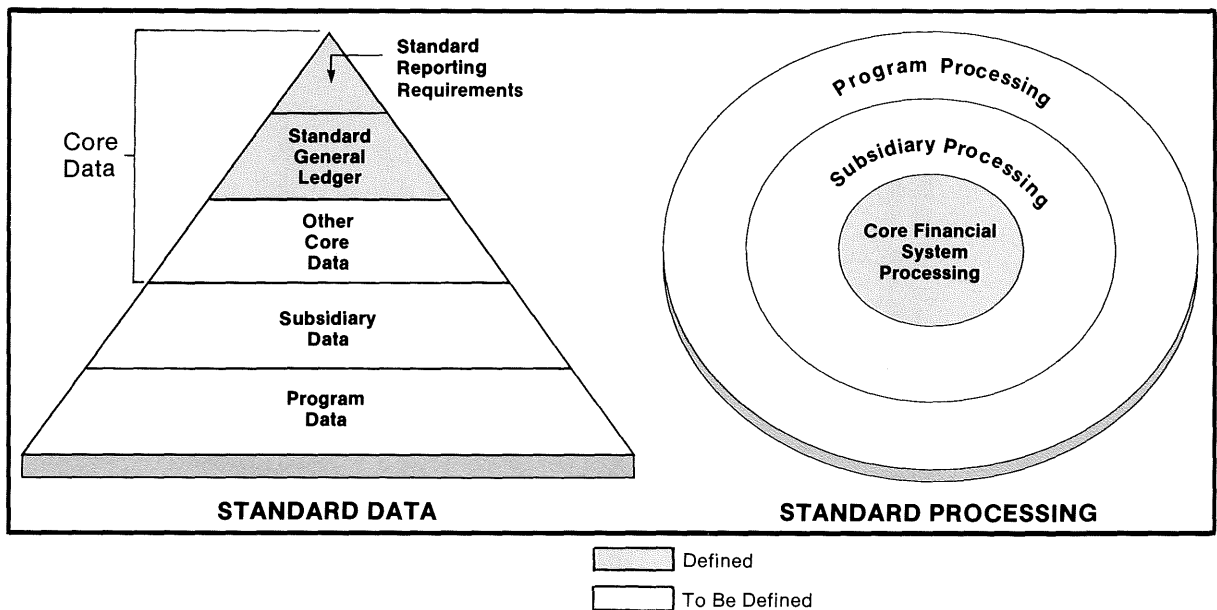 Standard
Reporting
Requirements
Core
Data
Standard
General
Ledger
Other
Core
Data
Subsidiary
Data
Program
Data
STANDARD DATA
Program Processing
Subsidiary Processing
Core Financial
System
Processing
STANDARD PROCESSING
Defined
To Be Defined